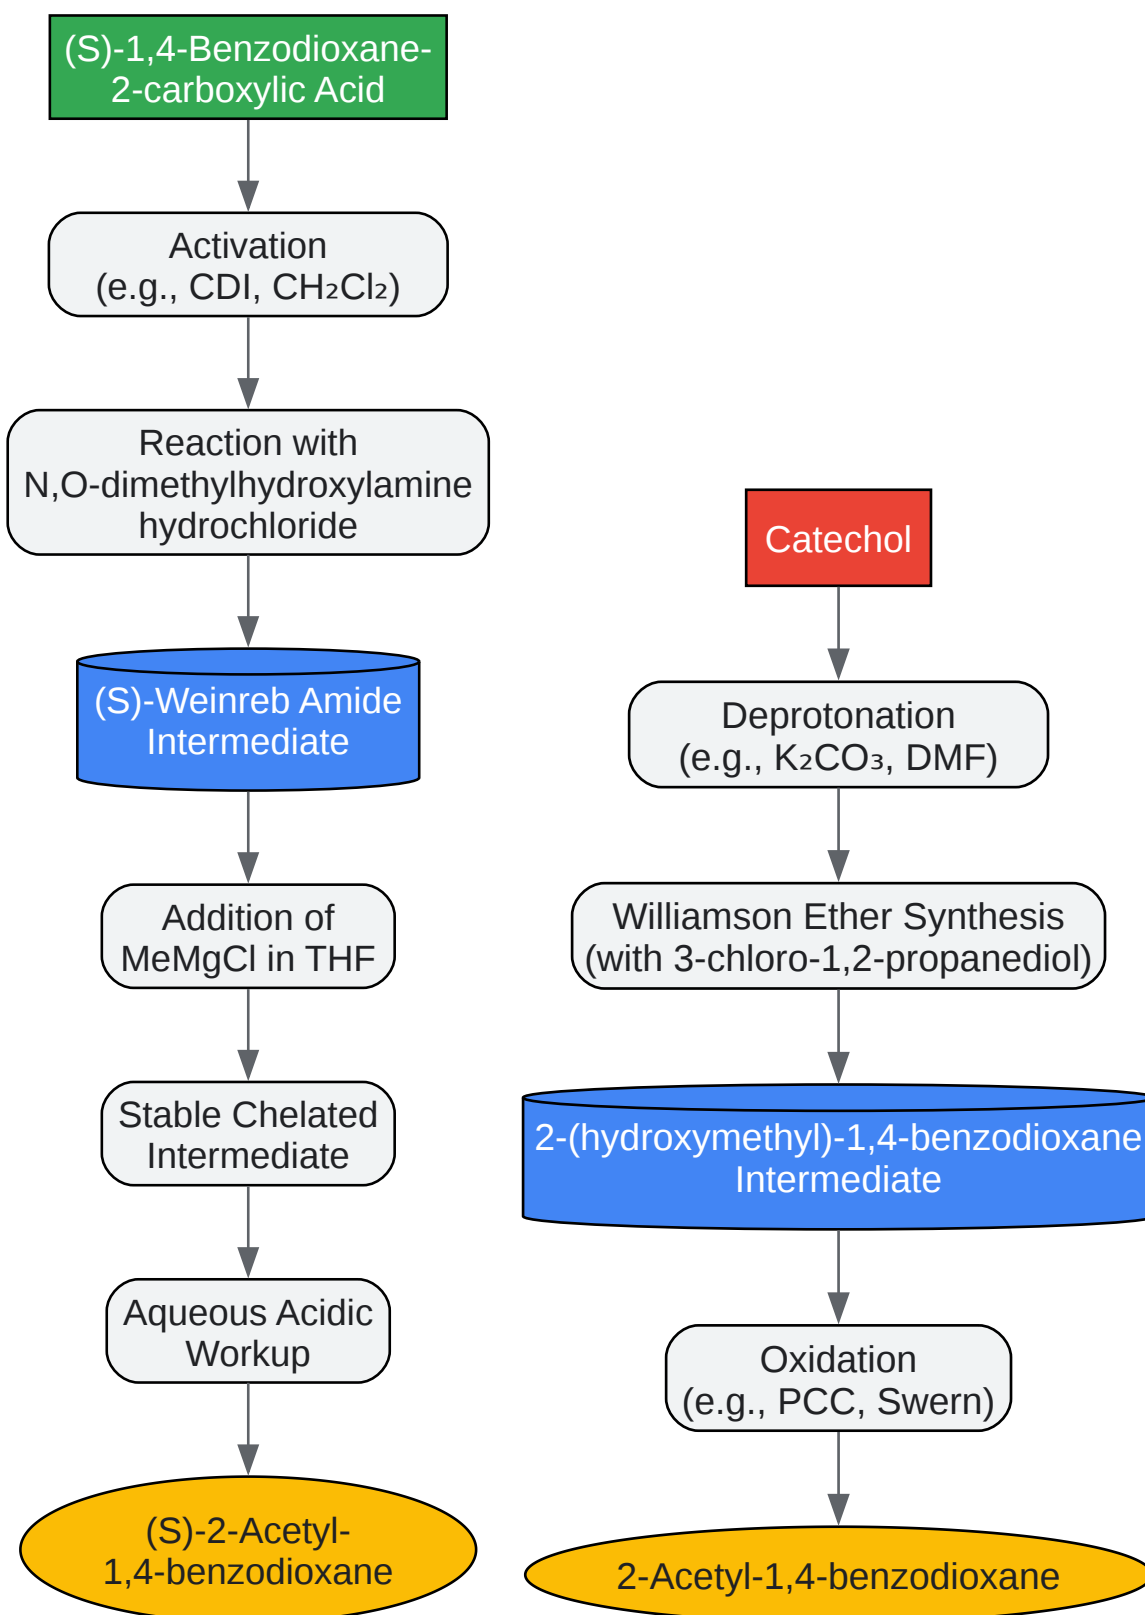 (S)-1,4-Benzodioxane-
2-carboxylic Acid
Activation
(e.g., CDI, CH₂Cl₂)
Reaction with
N,O-dimethylhydroxylamine
hydrochloride
(S)-Weinreb Amide
Intermediate
Addition of
MeMgCl in THF
Stable Chelated
Intermediate
Aqueous Acidic
Workup
(S)-2-Acetyl-
1,4-benzodioxane
Catechol
Deprotonation
(e.g., K₂CO₃, DMF)
Williamson Ether Synthesis
(with 3-chloro-1,2-propanediol)
2-(hydroxymethyl)-1,4-benzodioxane
Intermediate
Oxidation
(e.g., PCC, Swern)
2-Acetyl-1,4-benzodioxane